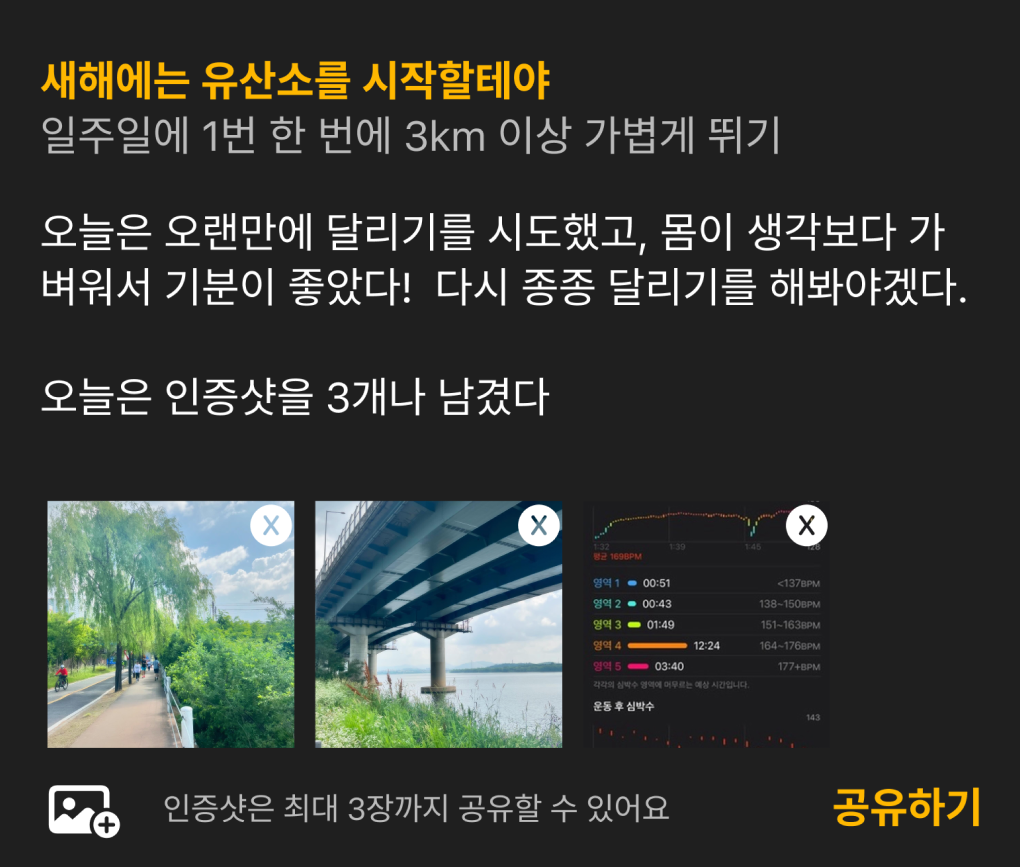 새해에는 유산소를 시작할테야
일주일에 1번 한 번에 3km 이상 가볍게 뛰기
오늘은 오랜만에 달리기를 시도했고, 몸이 생각보다 가
벼워서 기분이 좋았다! 다시 종종 달리기를 해봐야겠다.
오늘은 인증샷을 3개나 남겼다
X X X
1:32 1:39 1:45 128
평균 169BPM
영역 1 00:51 <137BPM
영역 2 00:43 138~150BPM
영역 3 01:49 151~163BPM
영역 4 12:24 164~176BPM
영역 5 03:40 177+BPM
각각의 심박수 영역에 머무르는 예상 시간입니다.
운동 후 심박수
143
인증샷은 최대 3장까지 공유할 수 있어요
공유하기